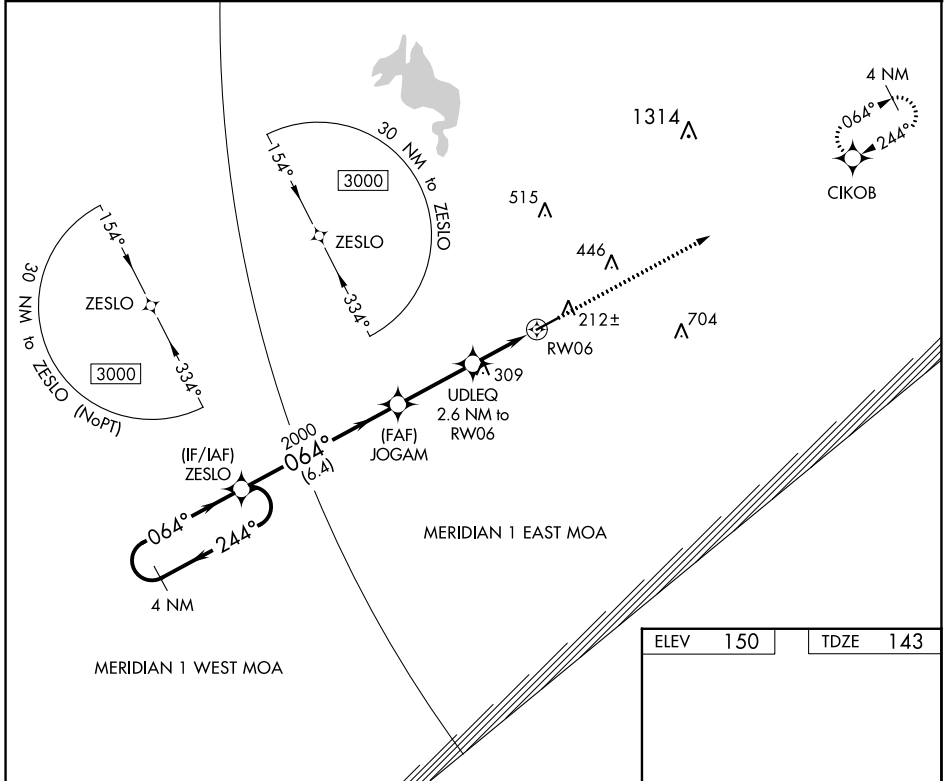 4 NM
064°
244°
CIKOB
1314
30 NM to ZESLO
154°
3000
ZESLO
334°
515
446
212±
RW06
704
154°
ZESLO
30 NM to ZESLO (NoPT)
3000
334°
309
UDLEQ
2.6 NM to
RW06
(FAF)
JOGAM
2000
064°
(6.4)
(IF/IAF)
ZESLO
064°
244°
4 NM
MERIDIAN 1 EAST MOA
MERIDIAN 1 WEST MOA
ELEV 150
TDZE 143